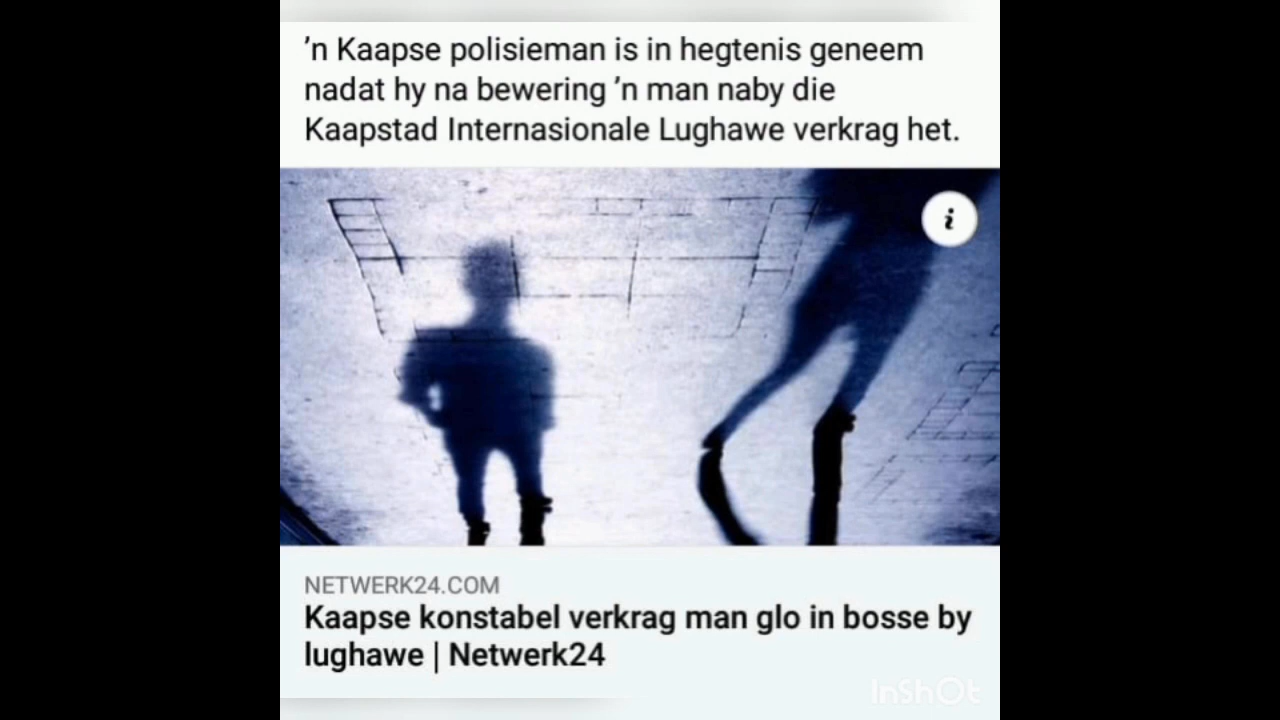 ’n Kaapse polisieman is in hegtenis geneem
nadat hy na bewering ’n man naby die
Kaapstad Internasionale Lughawe verkrag het.
i
NETWERK24.COM
Kaapse konstabel verkrag man glo in bosse by
lughawe | Netwerk24
InShOt